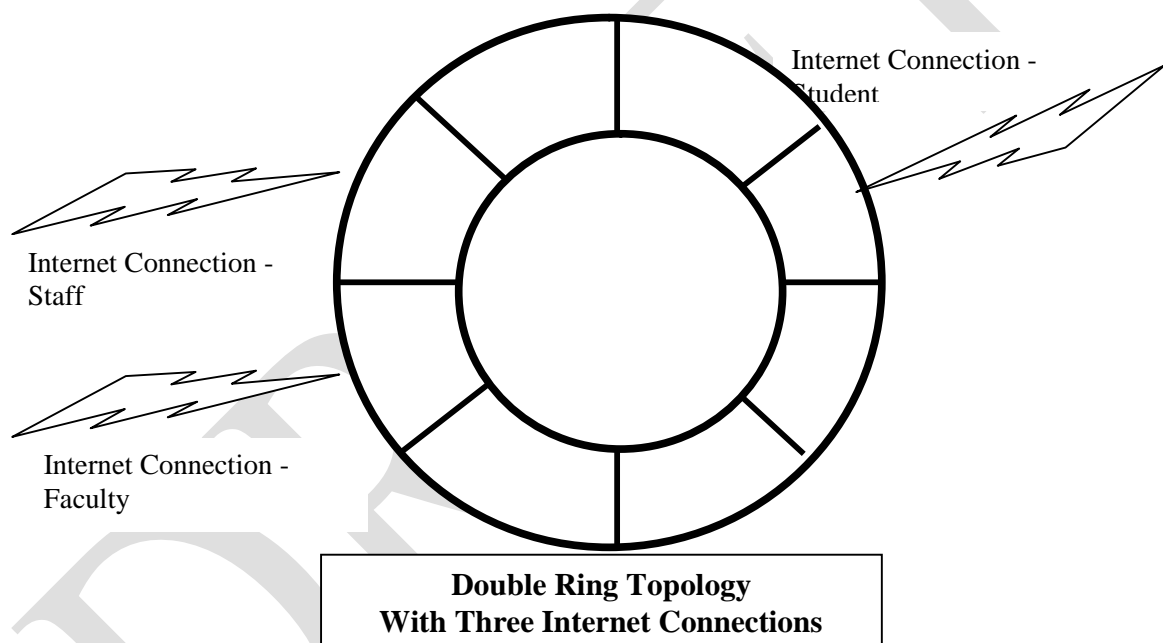 Internet Connection -
Student
Internet Connection -
Staff
Internet Connection -
Faculty
Double Ring Topology
With Three Internet Connections